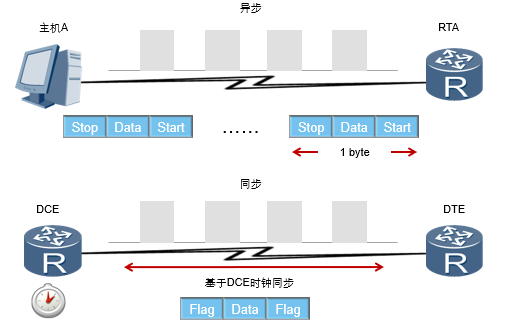 异步
主机A
RTA
R
Stop Data Start ...... Stop Data Start
1 byte
同步
DCE
DTE
R
R
基于DCE时钟同步
Flag Data Flag